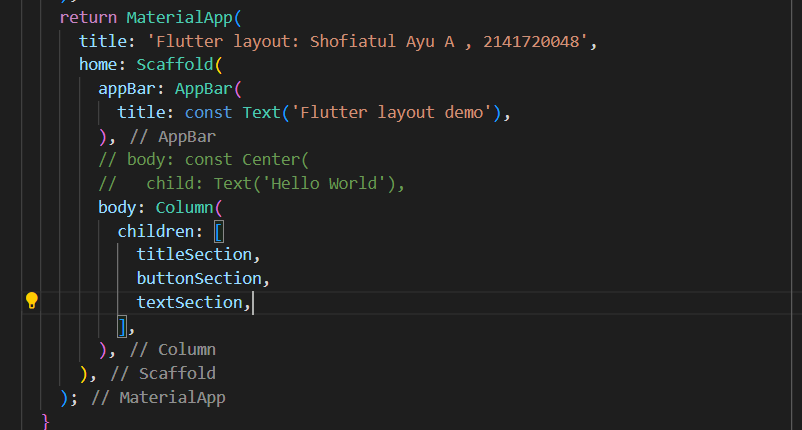 return MaterialApp(
title: 'Flutter layout: Shofiatul Ayu A , 2141720048',
home: Scaffold(
appBar: AppBar(
title: const Text('Flutter layout demo'),
), // AppBar
// body: const Center(
//   child: Text('Hello World'),
body: Column(
children: [
titleSection,
buttonSection,
textSection,
],
), // Column
), // Scaffold
); // MaterialApp
}